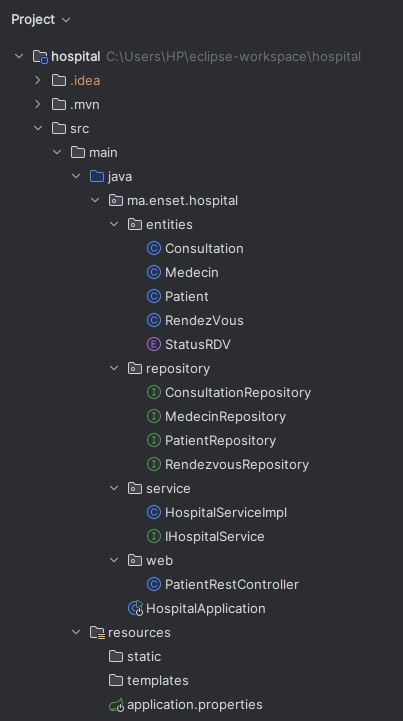 Project
hospital C:\Users\HP\eclipse-workspace\hospital
.idea
.mvn
src
main
java
ma.enset.hospital
entities
C Consultation
C Medecin
C Patient
C RendezVous
E StatusRDV
repository
I ConsultationRepository
I MedecinRepository
I PatientRepository
I RendezvousRepository
service
C HospitalServiceImpl
I IHospitalService
web
C PatientRestController
C HospitalApplication
resources
static
templates
application.properties